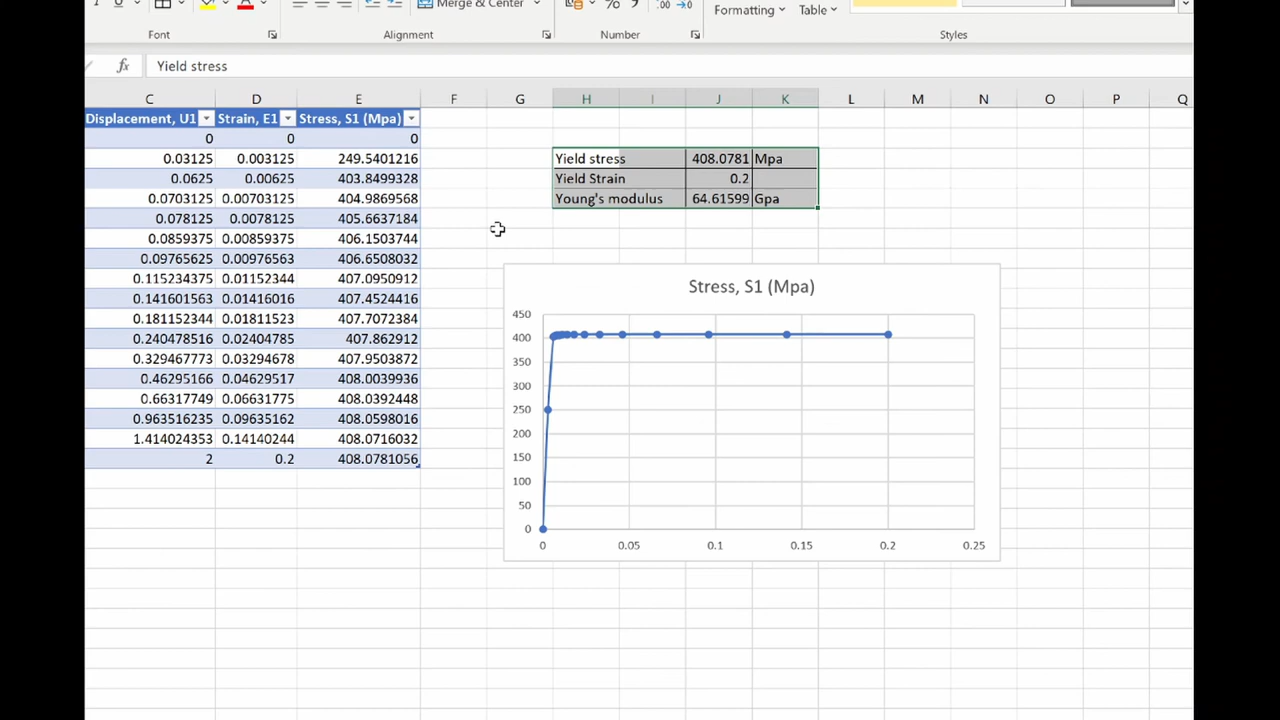 Merge & Center
% 9 .00 →0
Formatting Table
Font Alignment Number Styles
fx Yield stress
C D E F G H I J K L M N O P Q
Displacement, U1 Strain, E1 Stress, S1 (Mpa)
0 0 0
0.03125 0.003125 249.5401216 Yield stress 408.0781 Mpa
0.0625 0.00625 403.8499328 Yield Strain 0.2
0.0703125 0.00703125 404.9869568 Young's modulus 64.61599 Gpa
0.078125 0.0078125 405.6637184
0.0859375 0.00859375 406.1503744
0.09765625 0.00976563 406.6508032
0.115234375 0.01152344 407.0950912
0.141601563 0.01416016 407.4524416
0.181152344 0.01811523 407.7072384
0.240478516 0.02404785 407.862912
0.329467773 0.03294678 407.9503872
0.46295166 0.04629517 408.0039936
0.66317749 0.06631775 408.0392448
0.963516235 0.09635162 408.0598016
1.414024353 0.14140244 408.0716032
2 0.2 408.0781056
Stress, S1 (Mpa)
450
400
350
300
250
200
150
100
50
0
0 0.05 0.1 0.15 0.2 0.25